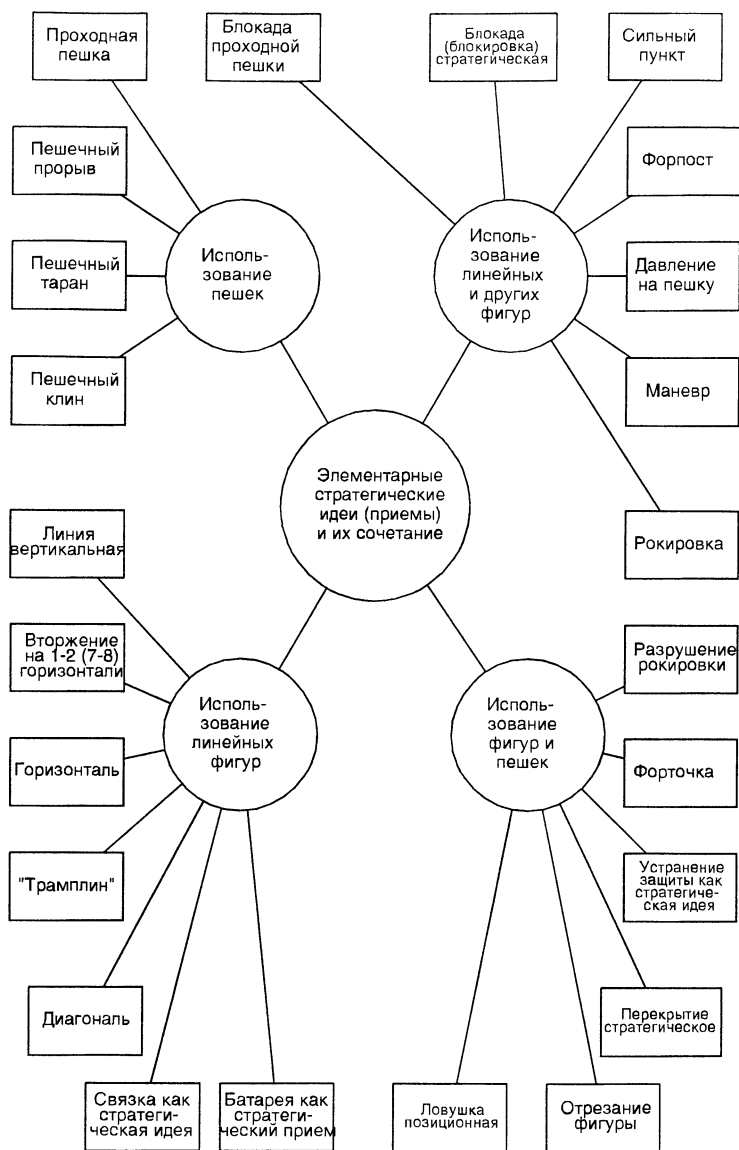 Проходная
пешка
Блокада
проходной
пешки
Блокада
(блокировка)
стратегическая
Сильный
пункт
Пешечный
прорыв
Форпост
Исполь-
зование
пешек
Исполь-
зование
линейных
и других
фигур
Пешечный
таран
Давление
на пешку
Пешечный
клин
Маневр
Элементарные
стратегические
идеи (приемы)
и их сочетание
Линия
вертикальная
Рокировка
Вторжение
на 1-2 (7-8)
горизонтали
Разрушение
рокировки
Исполь-
зование
линейных
фигур
Исполь-
зование
фигур и
пешек
Горизонталь
Форточка
"Трамплин"
Устранение
защиты как
стратегиче-
ская идея
Диагональ
Перекрытие
стратегическое
Связка как
стратеги-
ческая идея
Батарея как
стратеги-
ческий прием
Ловушка
позиционная
Отрезание
фигуры